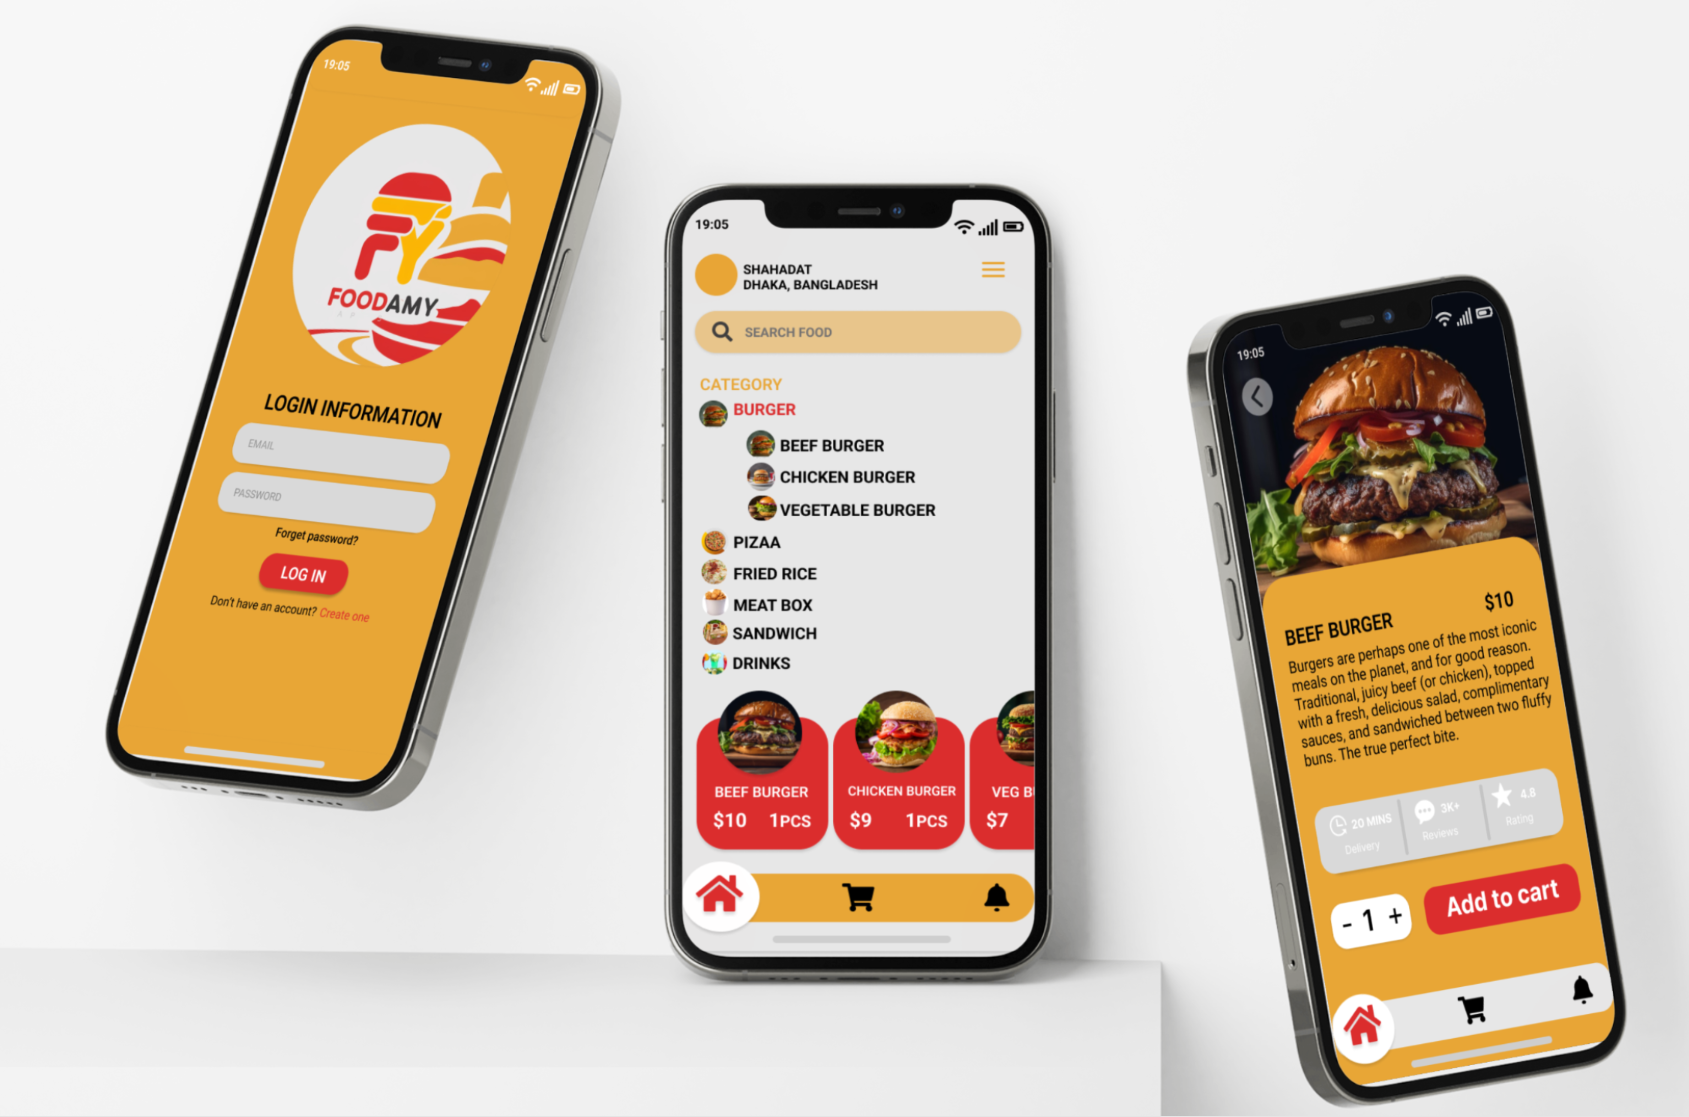 19:05
FY
FOODAMY
LOGIN INFORMATION
EMAIL
PASSWORD
Forget password?
LOG IN
Don't have an account? Create one
19:05
SHAHADAT
DHAKA, BANGLADESH
SEARCH FOOD
CATEGORY
BURGER
BEEF BURGER
CHICKEN BURGER
VEGETABLE BURGER
PIZAA
FRIED RICE
MEAT BOX
SANDWICH
DRINKS
BEEF BURGER
$10 1PCS
CHICKEN BURGER
$9 1PCS
VEG B
$7
19:05
$10
BEEF BURGER
Burgers are perhaps one of the most iconic
meals on the planet, and for good reason.
Traditional, juicy beef (or chicken), topped
with a fresh, delicious salad, complimentary
sauces, and sandwiched between two fluffy
buns. The true perfect bite.
20 MINS
Delivery
3K+
Reviews
4.8
Rating
- 1 +
Add to cart